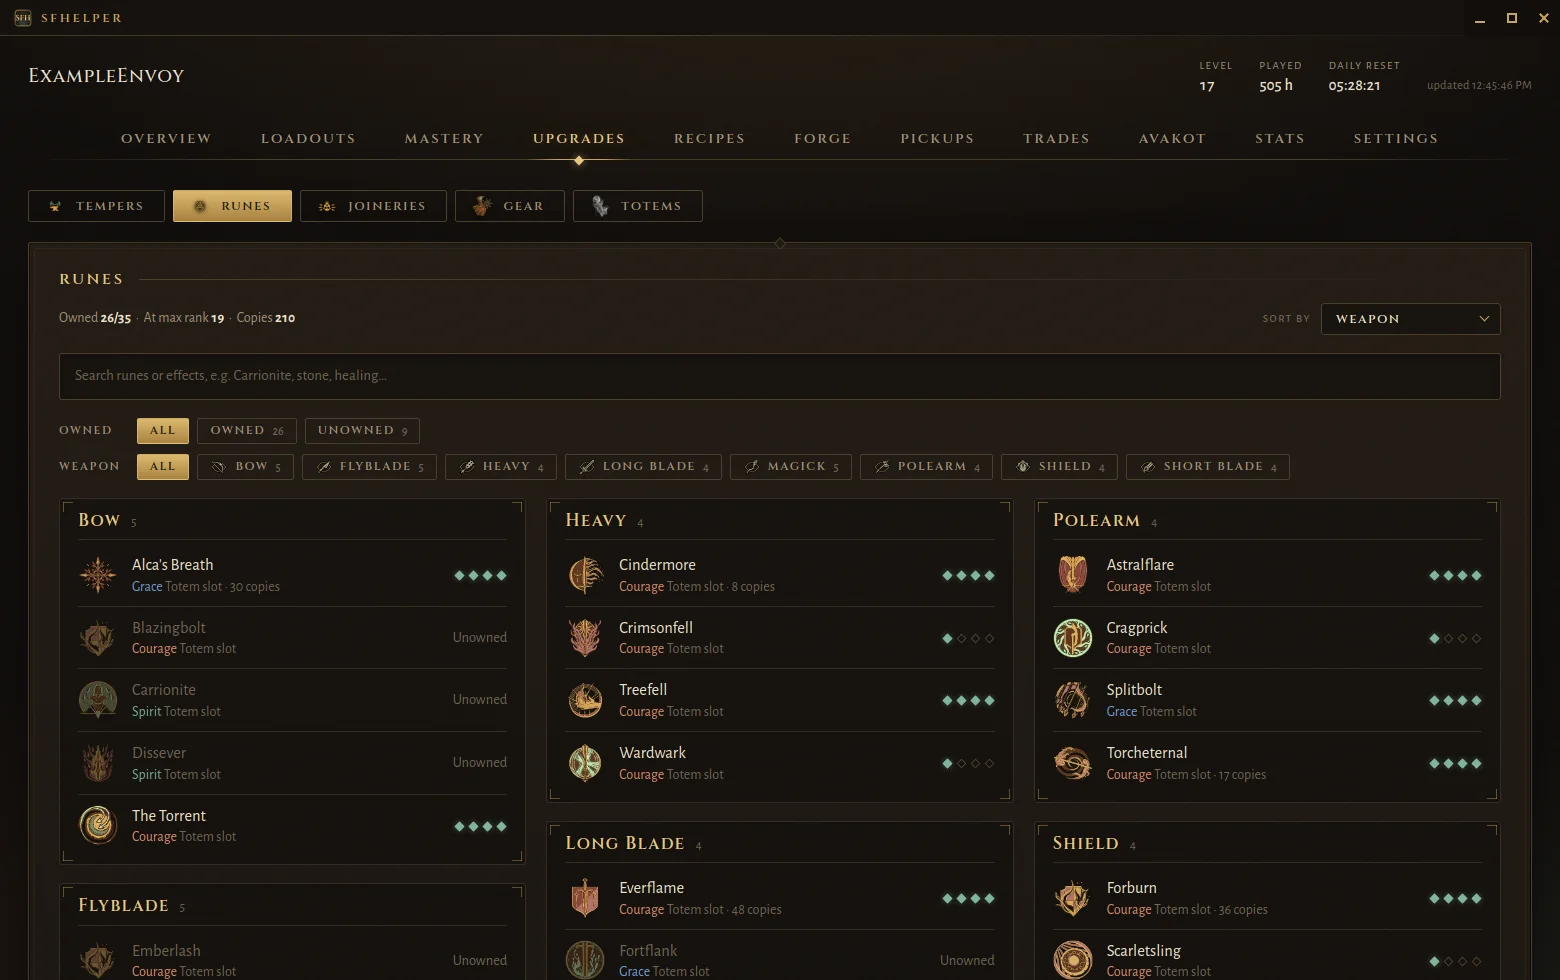 SFH SFHELPER
ExampleEnvoy
LEVEL PLAYED DAILY RESET
17 505 h 05:28:21 updated 12:45:46 PM
OVERVIEW LOADOUTS MASTERY UPGRADES RECIPES FORGE PICKUPS TRADES AVAKOT STATS SETTINGS
TEMPERS RUNES JOINERIES GEAR TOTEMS
RUNES
Owned 26/35 · At max rank 19 · Copies 210
SORT BY WEAPON
Search runes or effects, e.g. Carrionite, stone, healing...
OWNED ALL OWNED 26 UNOWNED 9
WEAPON ALL BOW 5 FLYBLADE 5 HEAVY 4 LONG BLADE 4 MAGICK 5 POLEARM 4 SHIELD 4 SHORT BLADE 4
BOW 5
Alca's Breath
Grace Totem slot · 30 copies
Blazingbolt
Courage Totem slot
Unowned
Carrionite
Spirit Totem slot
Unowned
Dissever
Spirit Totem slot
Unowned
The Torrent
Courage Totem slot
FLYBLADE 5
Emberlash
Courage Totem slot
Unowned
HEAVY 4
Cindermore
Courage Totem slot · 8 copies
Crimsonfell
Courage Totem slot
Treefell
Courage Totem slot
Wardwark
Courage Totem slot
LONG BLADE 4
Everflame
Courage Totem slot · 48 copies
Fortflank
Grace Totem slot
Unowned
POLEARM 4
Astralflare
Courage Totem slot
Cragprick
Courage Totem slot
Splitbolt
Grace Totem slot
Torcheternal
Courage Totem slot · 17 copies
SHIELD 4
Forburn
Courage Totem slot · 36 copies
Scarletsling
Courage Totem slot